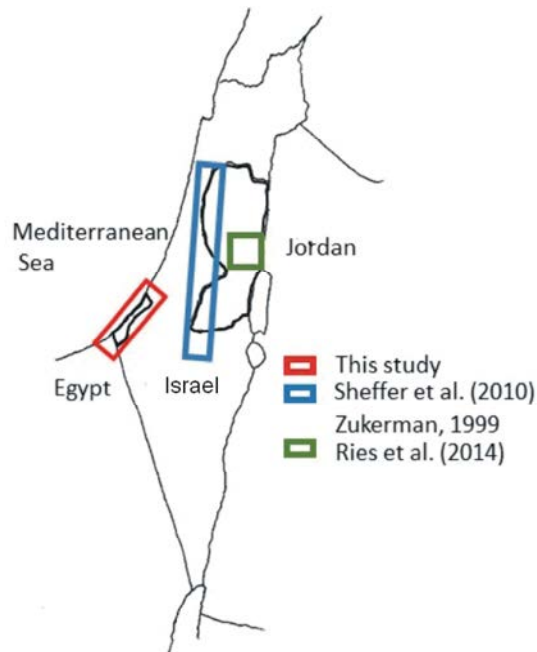 Mediterranean
Sea
Jordan
Egypt
Israel
This study
Sheffer et al. (2010)
Zukerman, 1999
Ries et al. (2014)